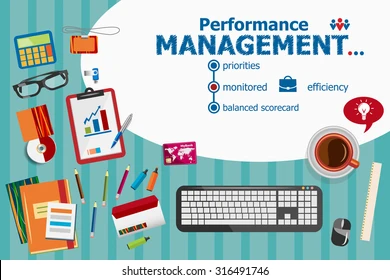 Performance
MANAGEMENT...
priorities
monitored
efficiency
balanced scorecard
shutterstock.com · 316491746